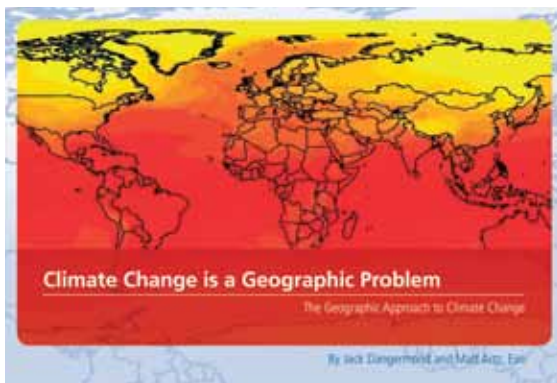 Climate Change is a Geographic Problem
The Geographic Approach to Climate Change
By Jack Dangermond and Matt Artz, Esri